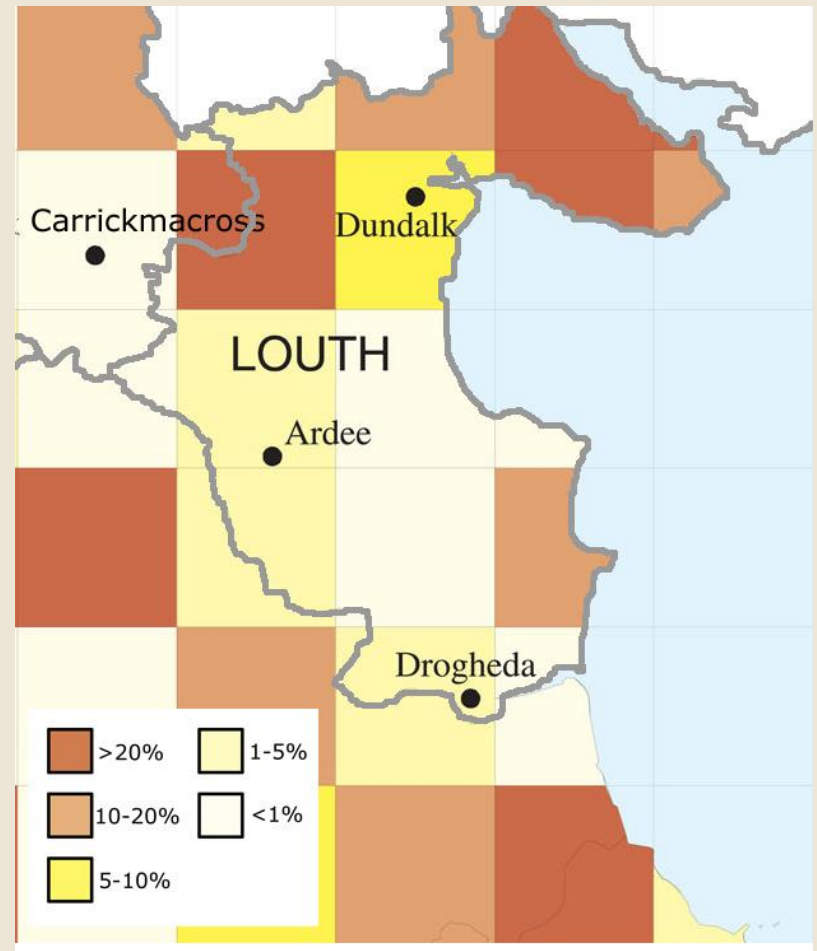 Carrickmacross
Dundalk
LOUTH
Ardee
Drogheda
>20%
1-5%
10-20%
<1%
5-10%